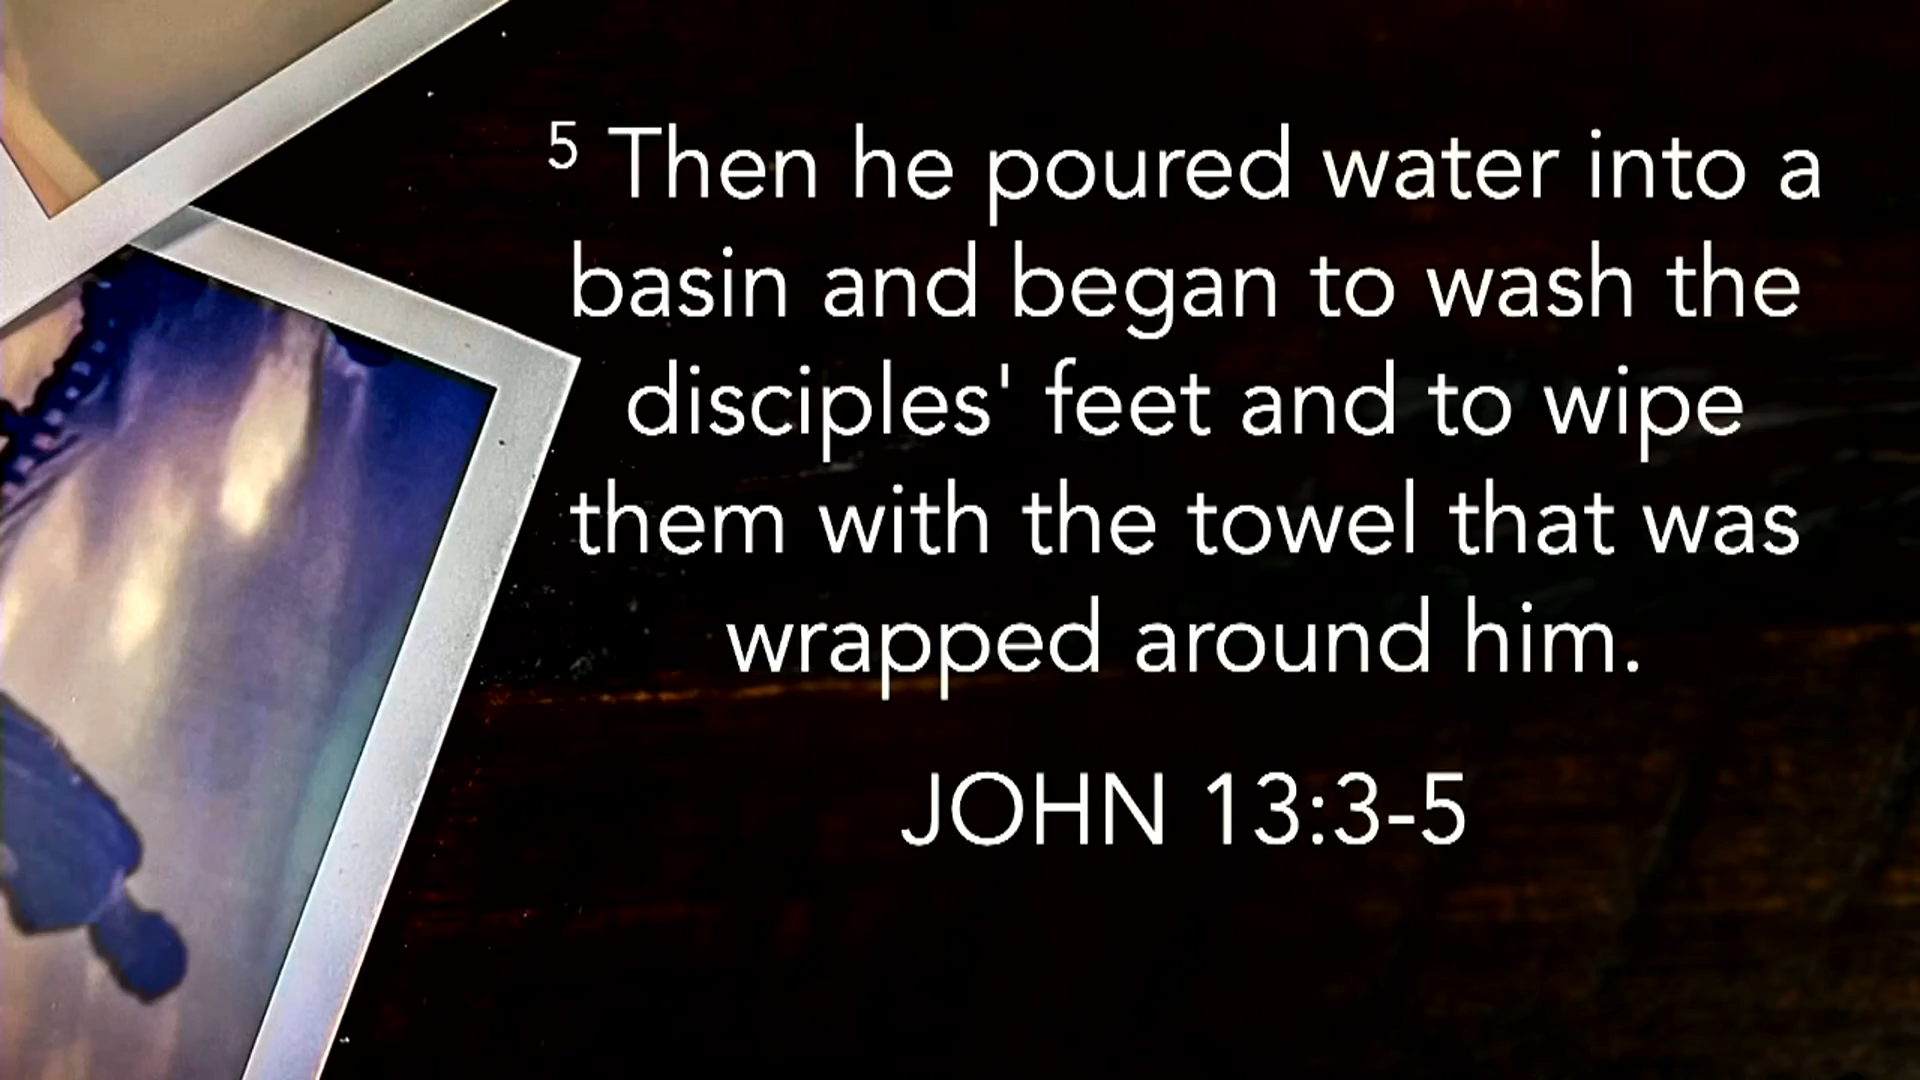 5 Then he poured water into a
basin and began to wash the
disciples' feet and to wipe
them with the towel that was
wrapped around him.
JOHN 13:3-5